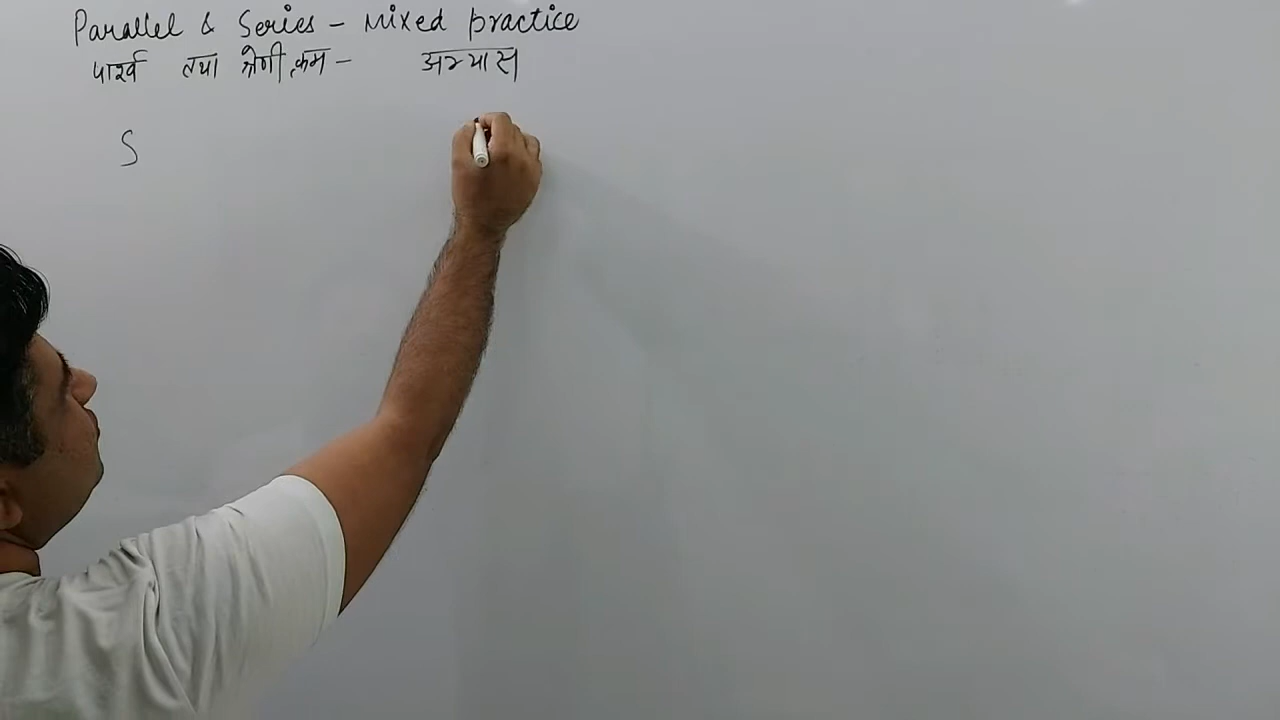 Parallel & Series - Mixed practice
पार्श्व तथा श्रेणी क्रम - अभ्यास
S